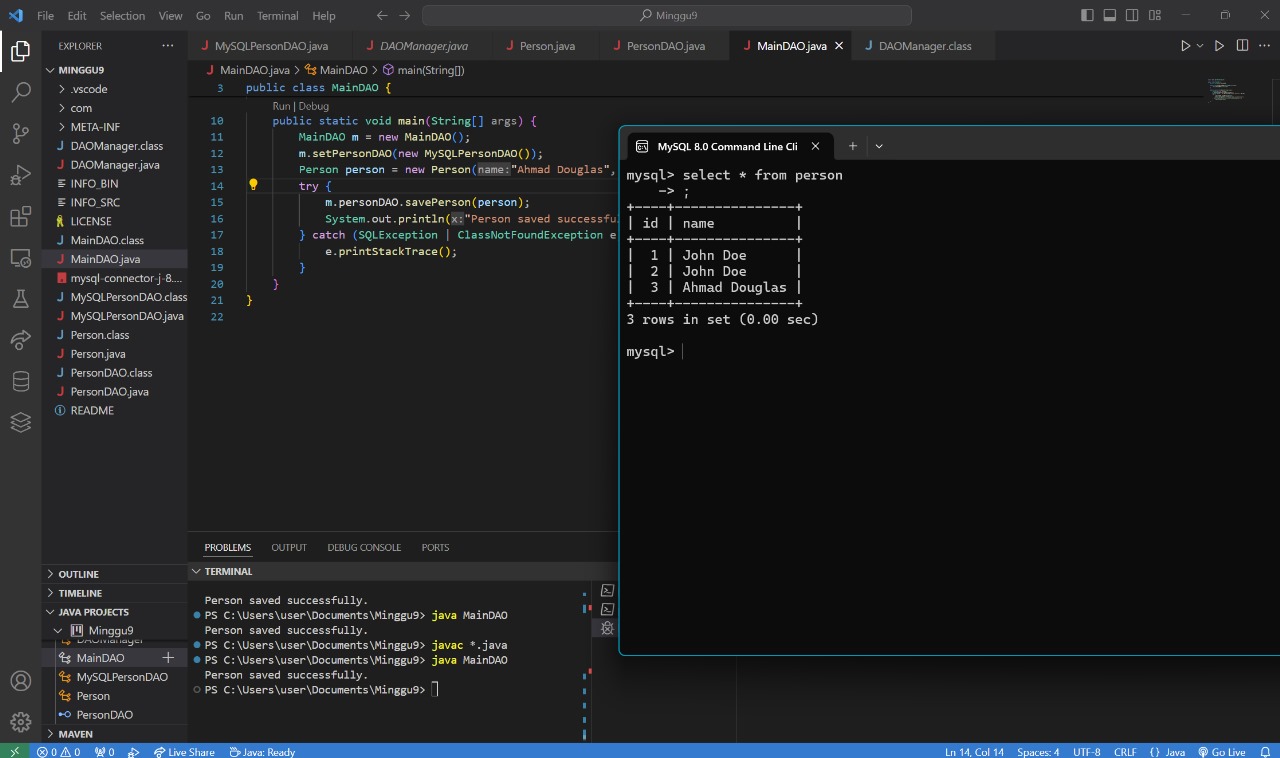 File Edit Selection View Go Run Terminal Help
Minggu9
EXPLORER
MINGGU9
.vscode
com
META-INF
DAOManager.class
DAOManager.java
INFO_BIN
INFO_SRC
LICENSE
MainDAO.class
MainDAO.java
mysql-connector-j-8....
MySQLPersonDAO.class
MySQLPersonDAO.java
Person.class
Person.java
PersonDAO.class
PersonDAO.java
README
OUTLINE
TIMELINE
JAVA PROJECTS
Minggu9
DAOManager
MainDAO
MySQLPersonDAO
Person
PersonDAO
MAVEN
MySQLPersonDAO.java DAOManager.java Person.java PersonDAO.java MainDAO.java DAOManager.class
MainDAO.java > MainDAO > main(String[])
3 public class MainDAO {
Run | Debug
10 public static void main(String[] args) {
11 MainDAO m = new MainDAO();
12 m.setPersonDAO(new MySQLPersonDAO());
13 Person person = new Person(name:"Ahmad Douglas",
14 try {
15 m.personDAO.savePerson(person);
16 System.out.println(x:"Person saved successfu
17 } catch (SQLException | ClassNotFoundException e
18 e.printStackTrace();
19 }
20 }
21 }
22
PROBLEMS OUTPUT DEBUG CONSOLE PORTS
TERMINAL
Person saved successfully.
PS C:\Users\user\Documents\Minggu9> java MainDAO
Person saved successfully.
PS C:\Users\user\Documents\Minggu9> javac *.java
PS C:\Users\user\Documents\Minggu9> java MainDAO
Person saved successfully.
PS C:\Users\user\Documents\Minggu9>
MySQL 8.0 Command Line Cli
mysql> select * from person
-> ;
+----+---------------+
| id | name          |
+----+---------------+
|  1 | John Doe      |
|  2 | John Doe      |
|  3 | Ahmad Douglas |
+----+---------------+
3 rows in set (0.00 sec)
mysql>
0 0 0 Live Share Java: Ready Ln 14, Col 14 Spaces: 4 UTF-8 CRLF {} Java Go Live